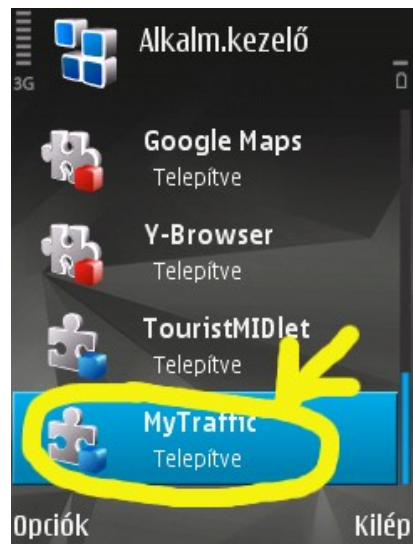 Alkalm.kezelő
3G
Google Maps
Telepítve
Y-Browser
Telepítve
TouristMIDlet
Telepítve
MyTraffic
Telepítve
Opciók
Kilép